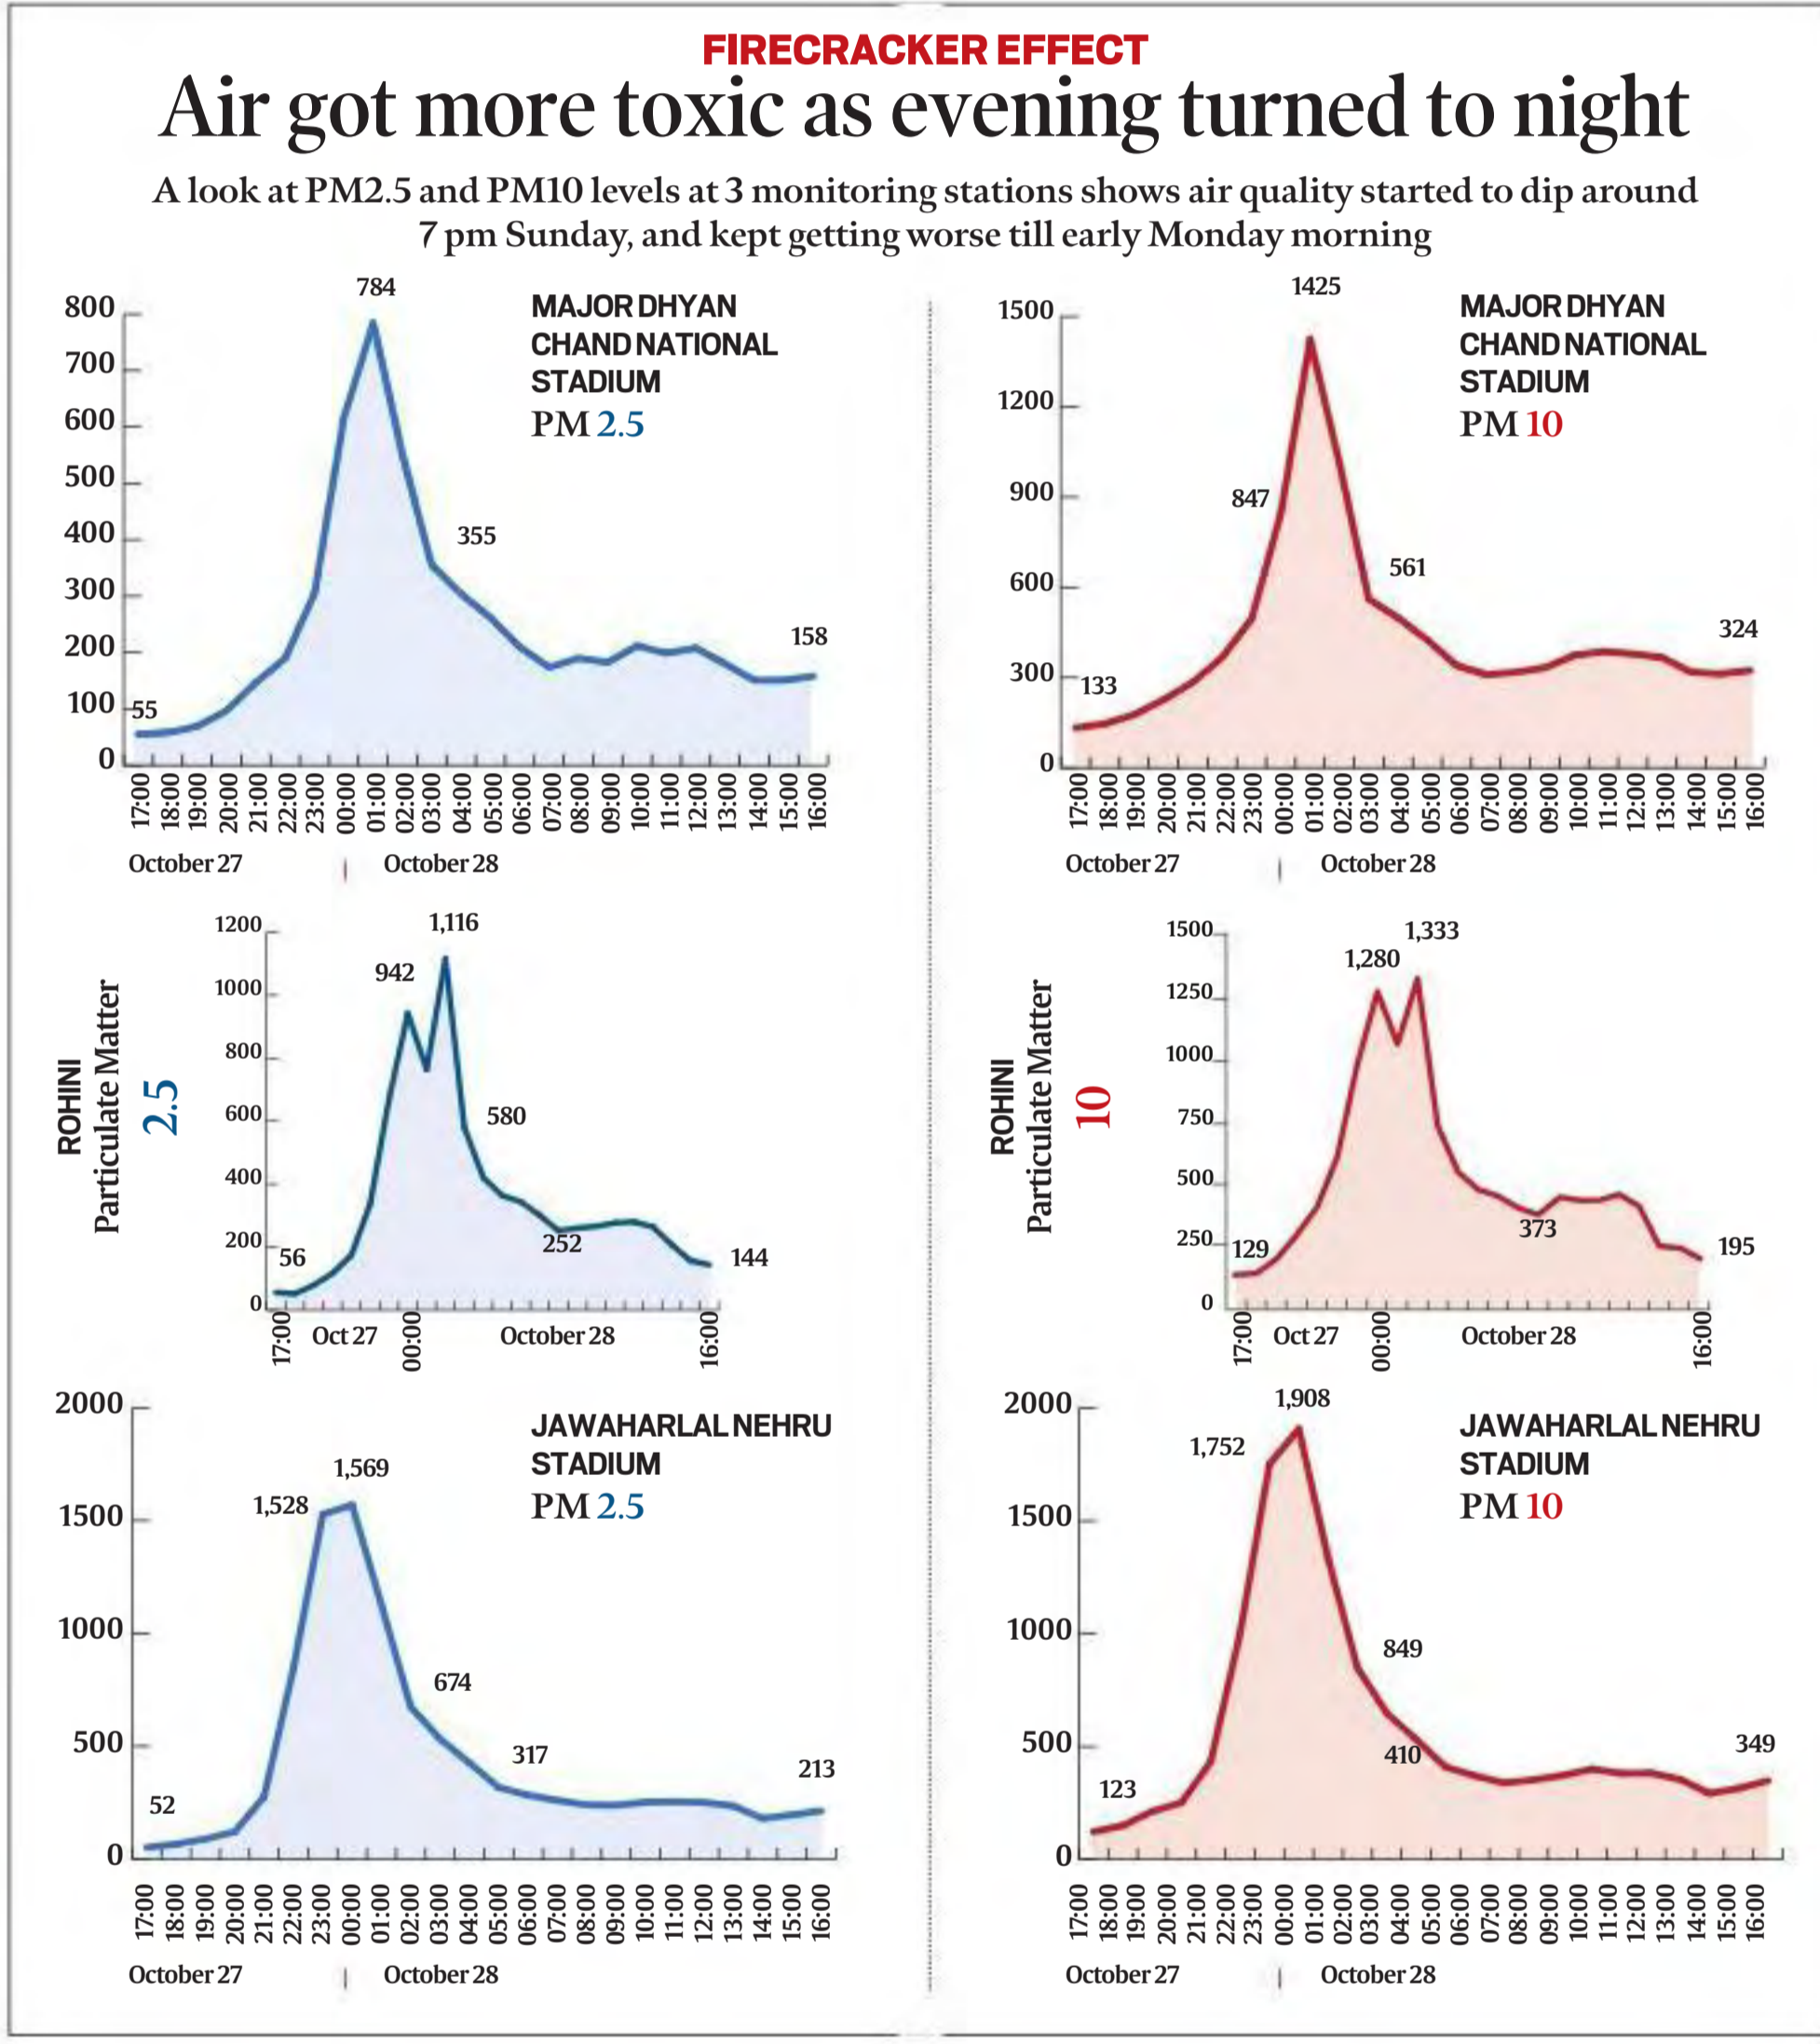 FIRECRACKER EFFECT
Air got more toxic as evening turned to night
A look at PM2.5 and PM10 levels at 3 monitoring stations shows air quality started to dip around
7 pm Sunday, and kept getting worse till early Monday morning
MAJOR DHYAN
CHAND NATIONAL
STADIUM
PM 2.5
800
700
600
500
400
300
200
100
0
784
355
158
55
17:00 18:00 19:00 20:00 21:00 22:00 23:00 00:00 01:00 02:00 03:00 04:00 05:00 06:00 07:00 08:00 09:00 10:00 11:00 12:00 13:00 14:00 15:00 16:00
October 27 | October 28
MAJOR DHYAN
CHAND NATIONAL
STADIUM
PM 10
1500
1200
900
600
300
0
1425
847
561
324
133
17:00 18:00 19:00 20:00 21:00 22:00 23:00 00:00 01:00 02:00 03:00 04:00 05:00 06:00 07:00 08:00 09:00 10:00 11:00 12:00 13:00 14:00 15:00 16:00
October 27 | October 28
ROHINI
Particulate Matter
2.5
1200
1000
800
600
400
200
0
1,116
942
580
252
56
144
17:00 Oct 27 00:00 October 28 16:00
ROHINI
Particulate Matter
10
1500
1250
1000
750
500
250
0
1,333
1,280
373
129
195
17:00 Oct 27 00:00 October 28 16:00
JAWAHARLAL NEHRU
STADIUM
PM 2.5
2000
1500
1000
500
0
1,569
1,528
674
317
213
52
17:00 18:00 19:00 20:00 21:00 22:00 23:00 00:00 01:00 02:00 03:00 04:00 05:00 06:00 07:00 08:00 09:00 10:00 11:00 12:00 13:00 14:00 15:00 16:00
October 27 | October 28
JAWAHARLAL NEHRU
STADIUM
PM 10
2000
1500
1000
500
0
1,908
1,752
849
410
349
123
17:00 18:00 19:00 20:00 21:00 22:00 23:00 00:00 01:00 02:00 03:00 04:00 05:00 06:00 07:00 08:00 09:00 10:00 11:00 12:00 13:00 14:00 15:00 16:00
October 27 | October 28